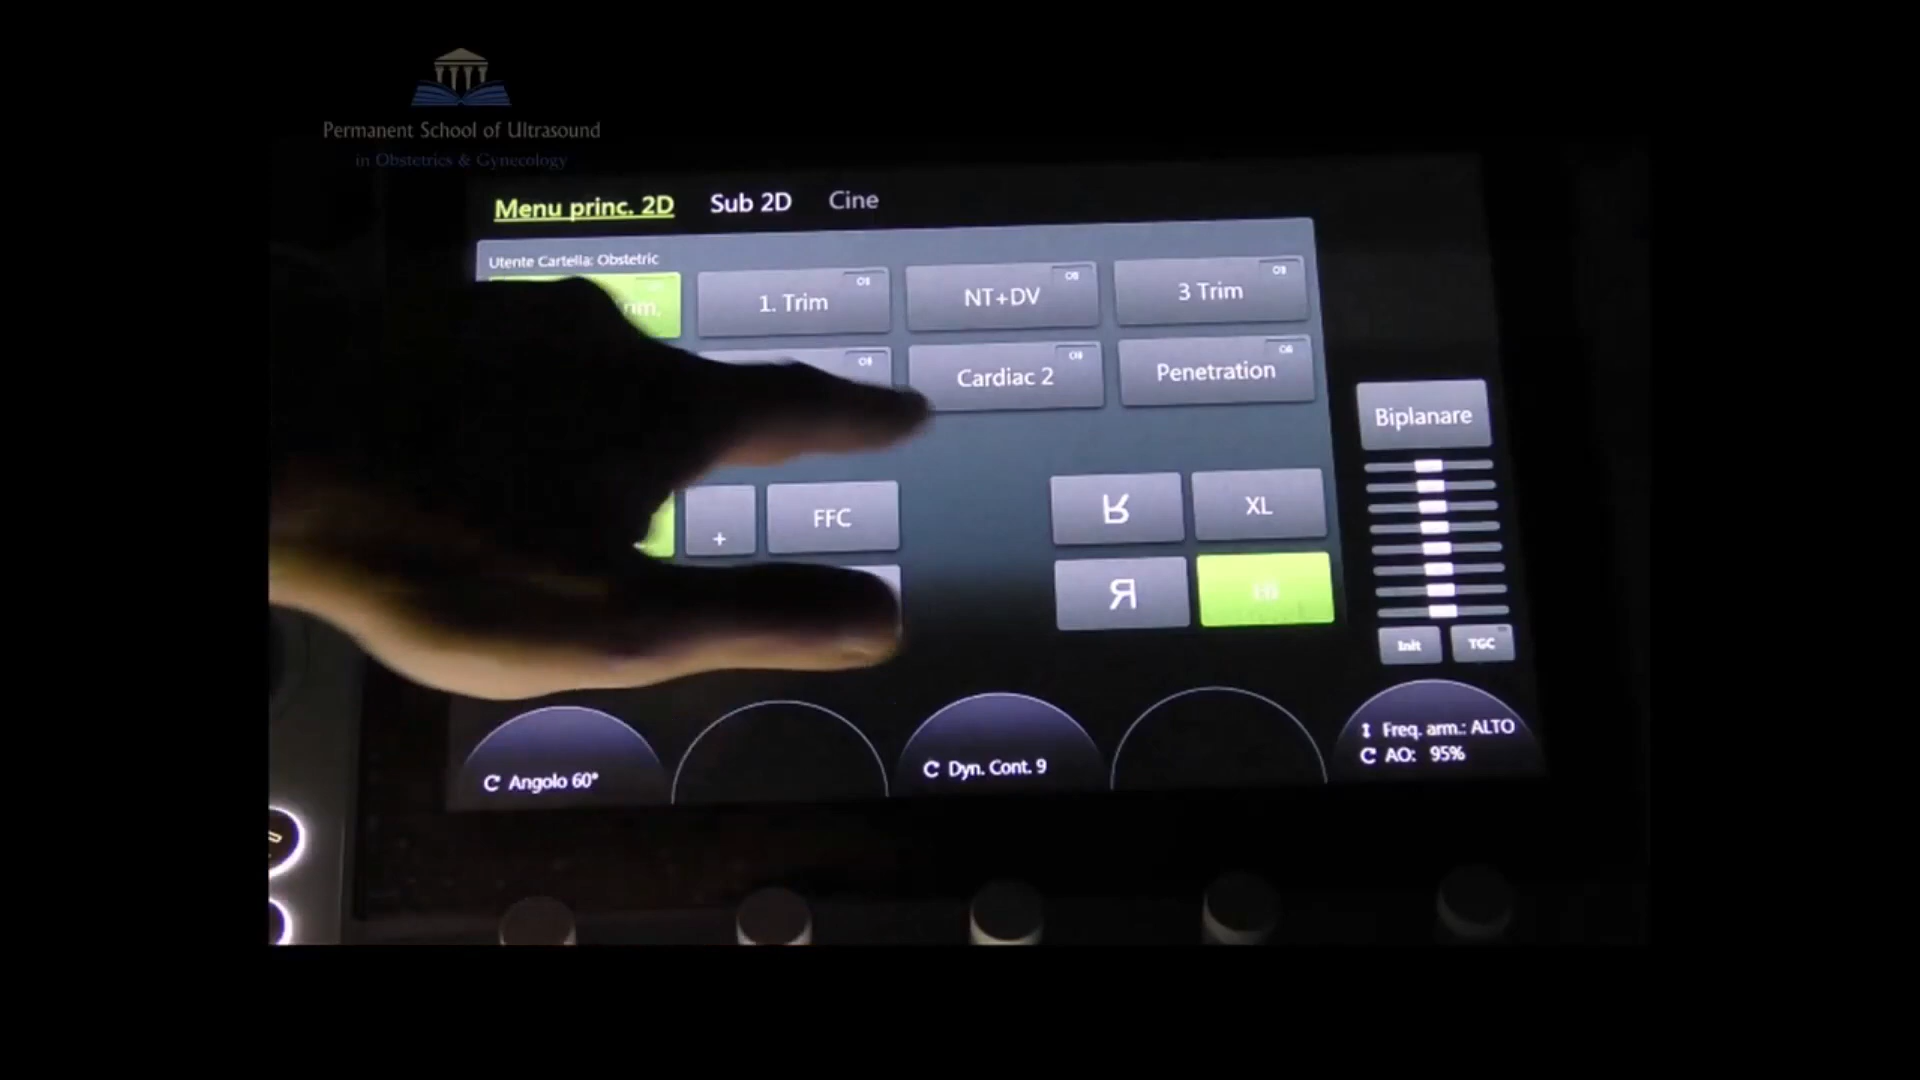 Permanent School of Ultrasound
in Obstetrics & Gynecology
Menu princ. 2D Sub 2D Cine
Utente Cartella: Obstetric
1. Trim NT+DV 3 Trim
Cardiac 2 Penetration
Biplanare
+ FFC R XL
R HI
Init TGC
Angolo 60°
Dyn. Cont. 9
Freq. arm.: ALTO
AO: 95%